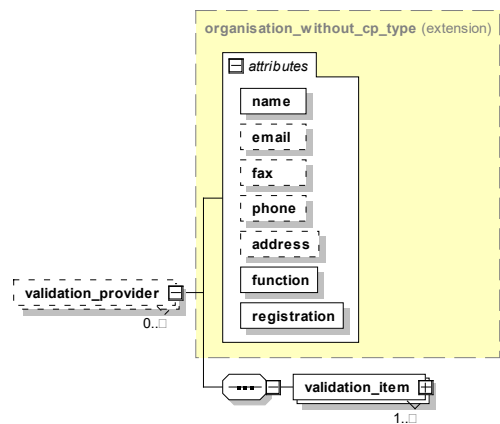 organisation_without_cp_type (extension)
attributes
name
email
fax
phone
address
function
registration
validation_provider
0..□
validation_item
1..□